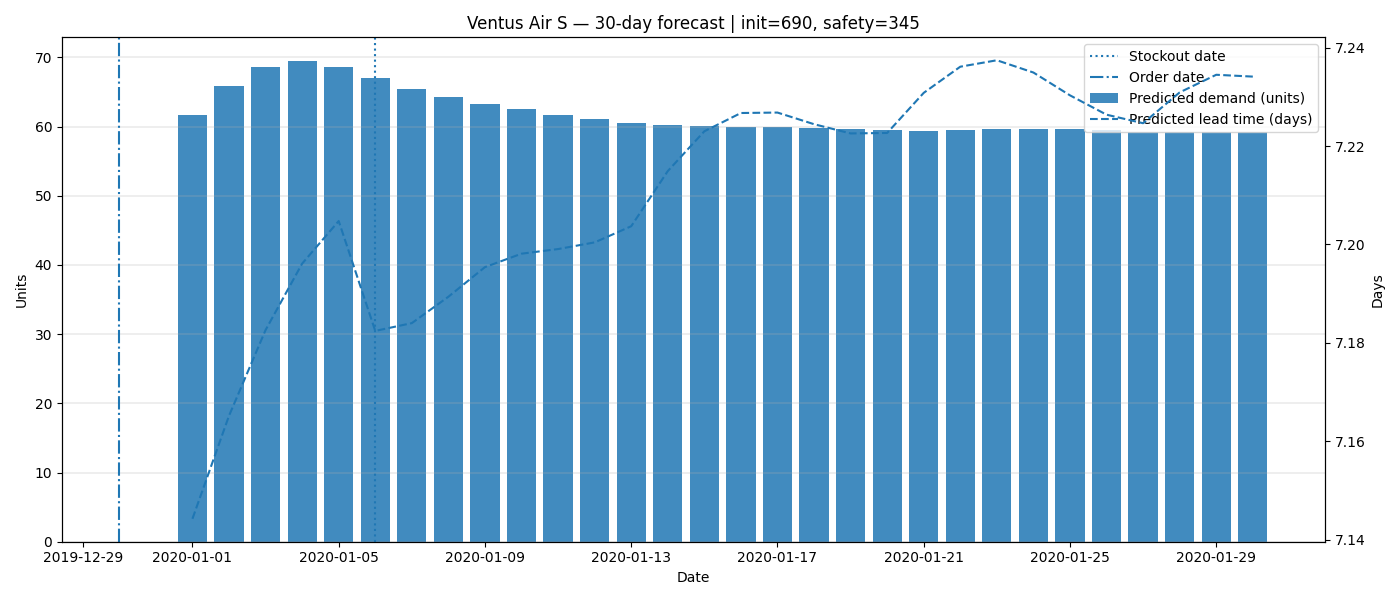 Ventus Air S — 30-day forecast | init=690, safety=345
Stockout date
Order date
Predicted demand (units)
Predicted lead time (days)
70
60
50
40
30
20
10
0
Units
7.24
7.22
7.20
7.18
7.16
7.14
Days
2019-12-29
2020-01-01
2020-01-05
2020-01-09
2020-01-13
2020-01-17
2020-01-21
2020-01-25
2020-01-29
Date